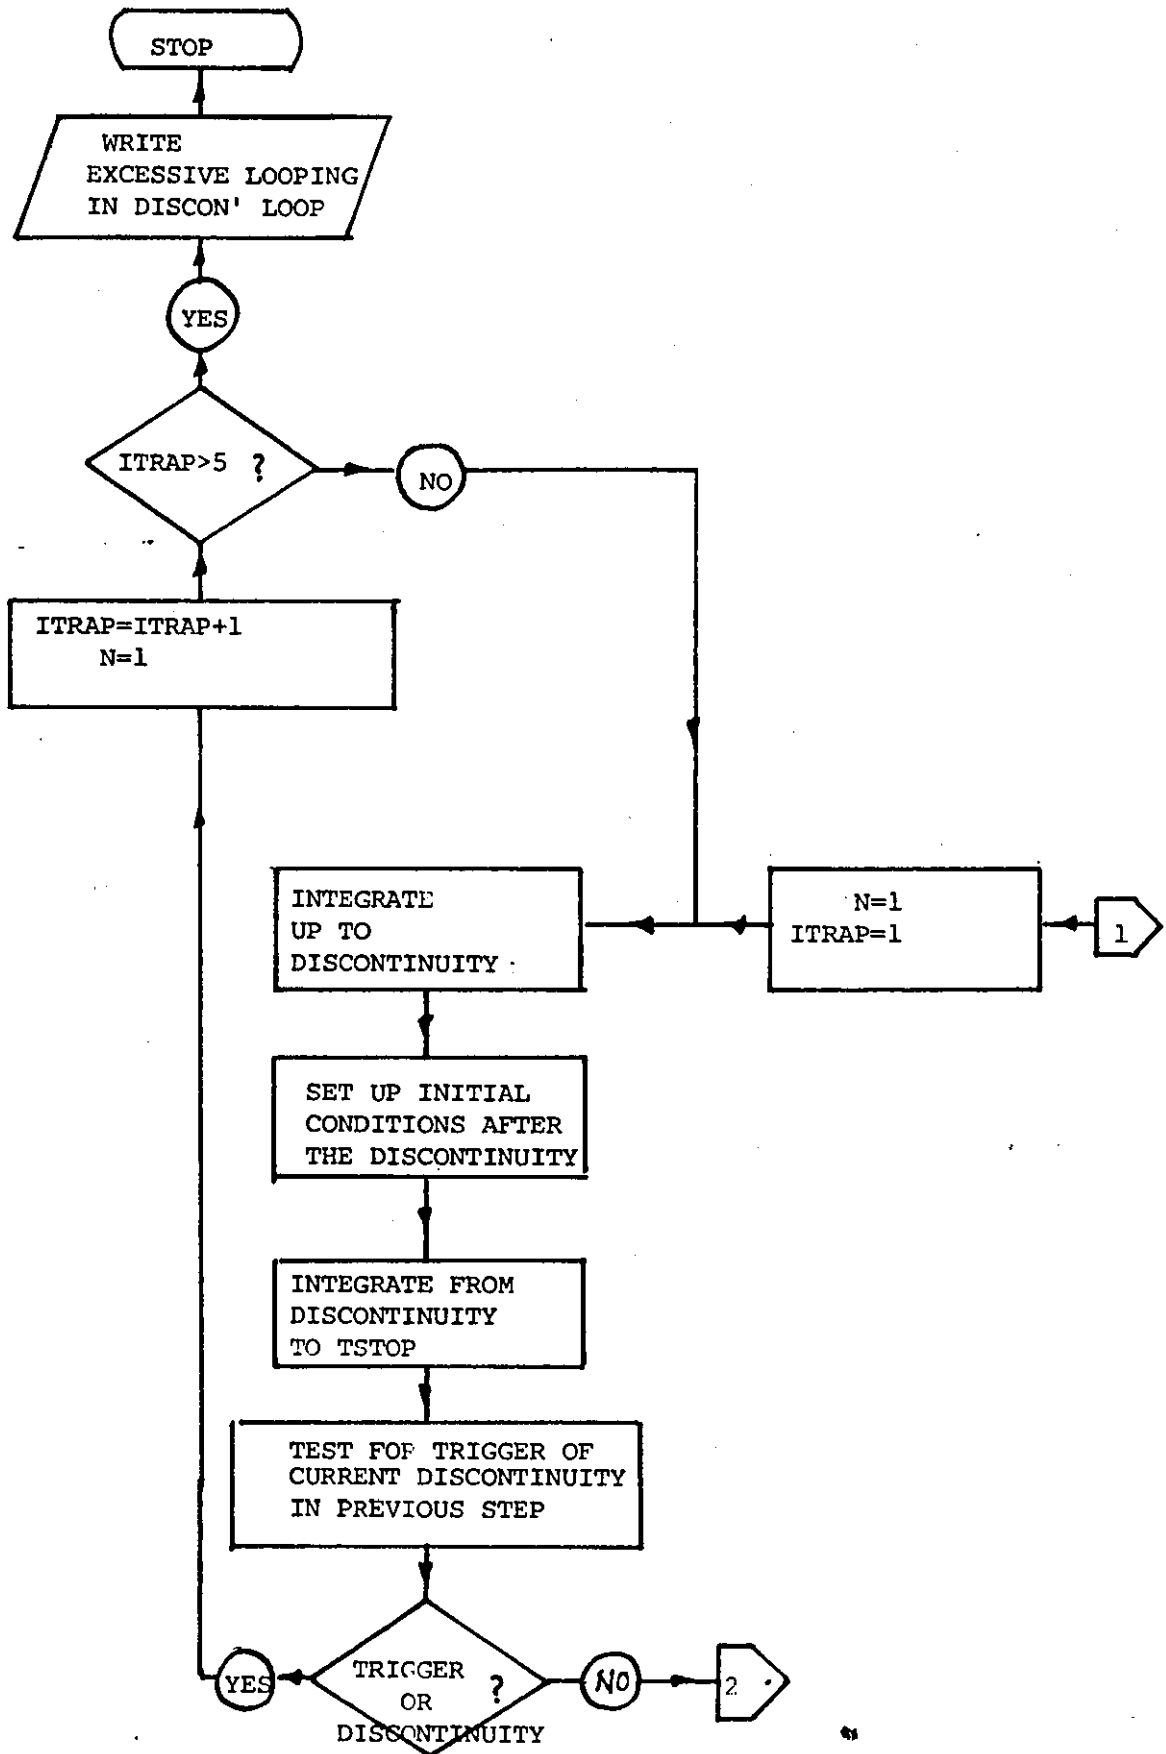 STOP
WRITE
EXCESSIVE LOOPING
IN DISCON' LOOP
YES
ITRAP>5 ?
NO
ITRAP=ITRAP+1
N=1
INTEGRATE
UP TO
DISCONTINUITY
N=1
ITRAP=1
1
SET UP INITIAL
CONDITIONS AFTER
THE DISCONTINUITY
INTEGRATE FROM
DISCONTINUITY
TO TSTOP
TEST FOR TRIGGER OF
CURRENT DISCONTINUITY
IN PREVIOUS STEP
YES
TRIGGER ?
OR
DISCONTINUITY
NO
2